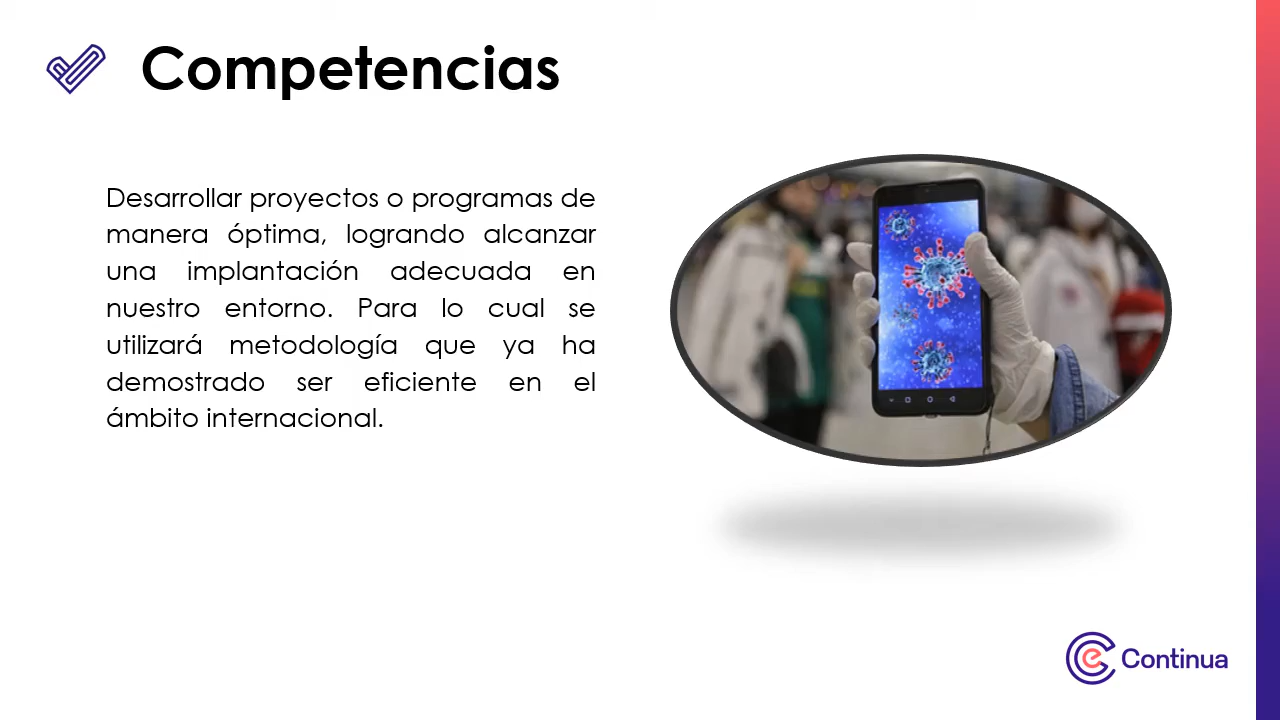 Competencias
Desarrollar proyectos o programas de
manera óptima, logrando alcanzar
una implantación adecuada en
nuestro entorno. Para lo cual se
utilizará metodología que ya ha
demostrado ser eficiente en el
ámbito internacional.
Continua